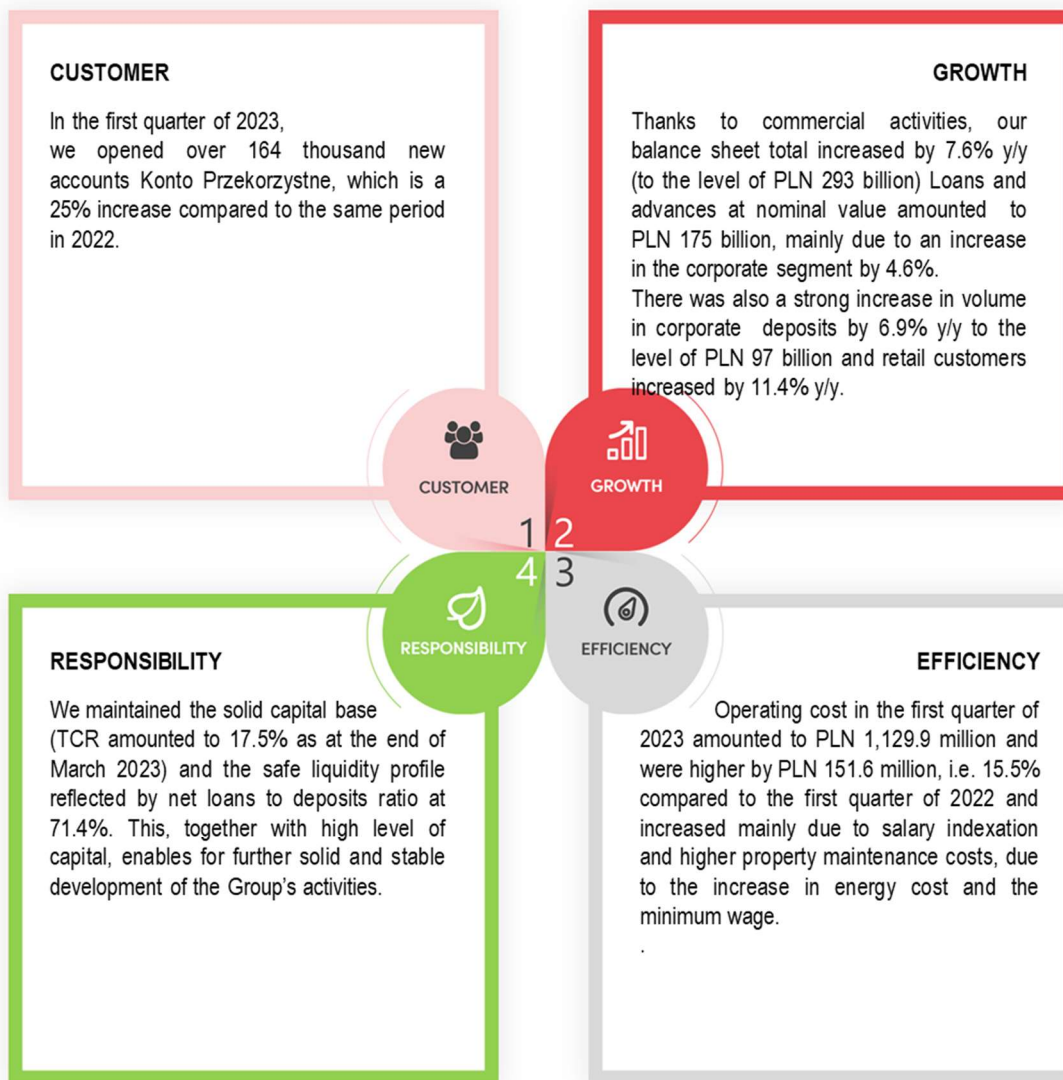 CUSTOMER
In the first quarter of 2023,
we opened over 164 thousand new
accounts Konto Przekorzystne, which is a
25% increase compared to the same period
in 2022.
GROWTH
Thanks to commercial activities, our
balance sheet total increased by 7.6% y/y
(to the level of PLN 293 billion) Loans and
advances at nominal value amounted to
PLN 175 billion, mainly due to an increase
in the corporate segment by 4.6%.
There was also a strong increase in volume
in corporate deposits by 6.9% y/y to the
level of PLN 97 billion and retail customers
increased by 11.4% y/y.
CUSTOMER
1
GROWTH
2
4
RESPONSIBILITY
3
EFFICIENCY
RESPONSIBILITY
We maintained the solid capital base
(TCR amounted to 17.5% as at the end of
March 2023) and the safe liquidity profile
reflected by net loans to deposits ratio at
71.4%. This, together with high level of
capital, enables for further solid and stable
development of the Group's activities.
EFFICIENCY
Operating cost in the first quarter of
2023 amounted to PLN 1,129.9 million and
were higher by PLN 151.6 million, i.e. 15.5%
compared to the first quarter of 2022 and
increased mainly due to salary indexation
and higher property maintenance costs, due
to the increase in energy cost and the
minimum wage.
.